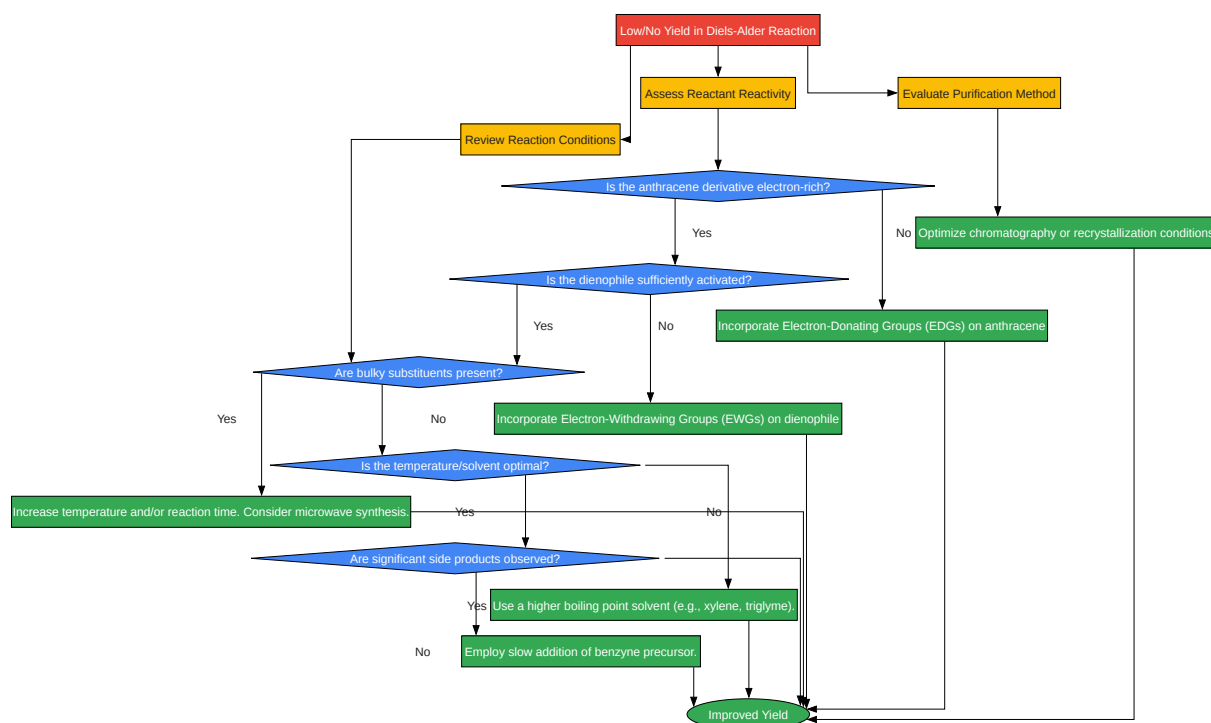 Low/No Yield in Diels-Alder Reaction
Assess Reactant Reactivity
Evaluate Purification Method
Review Reaction Conditions
Is the anthracene derivative electron-rich?
Yes
No
Optimize chromatography or recrystallization conditions
Is the dienophile sufficiently activated?
Yes
No
Incorporate Electron-Donating Groups (EDGs) on anthracene
Are bulky substituents present?
Yes
No
Incorporate Electron-Withdrawing Groups (EWGs) on dienophile
Is the temperature/solvent optimal?
Increase temperature and/or reaction time. Consider microwave synthesis.
Yes
No
Are significant side products observed?
Yes
Use a higher boiling point solvent (e.g., xylene, triglyme).
No
Employ slow addition of benzyne precursor.
Improved Yield